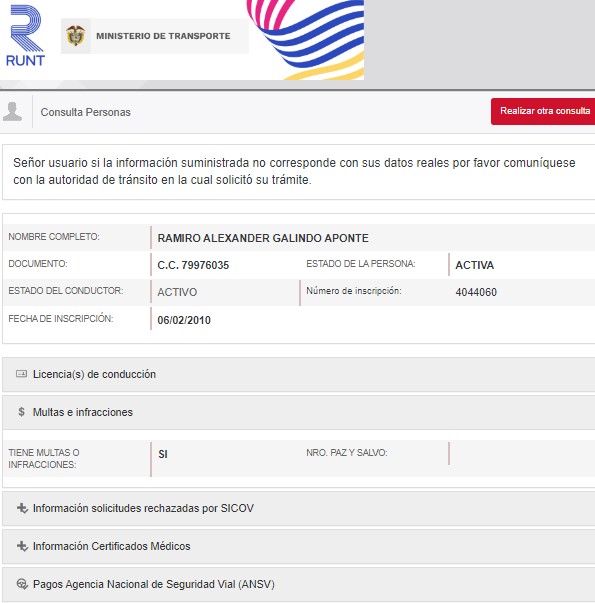 RUNT
MINISTERIO DE TRANSPORTE
Consulta Personas
Realizar otra consulta
Señor usuario si la información suministrada no corresponde con sus datos reales por favor comuníquese
con la autoridad de tránsito en la cual solicitó su trámite.
NOMBRE COMPLETO: RAMIRO ALEXANDER GALINDO APONTE
DOCUMENTO: C.C. 79976035 ESTADO DE LA PERSONA: ACTIVA
ESTADO DEL CONDUCTOR: ACTIVO Número de inscripción: 4044060
FECHA DE INSCRIPCIÓN: 06/02/2010
Licencia(s) de conducción
$ Multas e infracciones
TIENE MULTAS O
INFRACCIONES: SI NRO. PAZ Y SALVO:
Información solicitudes rechazadas por SICOV
Información Certificados Médicos
Pagos Agencia Nacional de Seguridad Vial (ANSV)